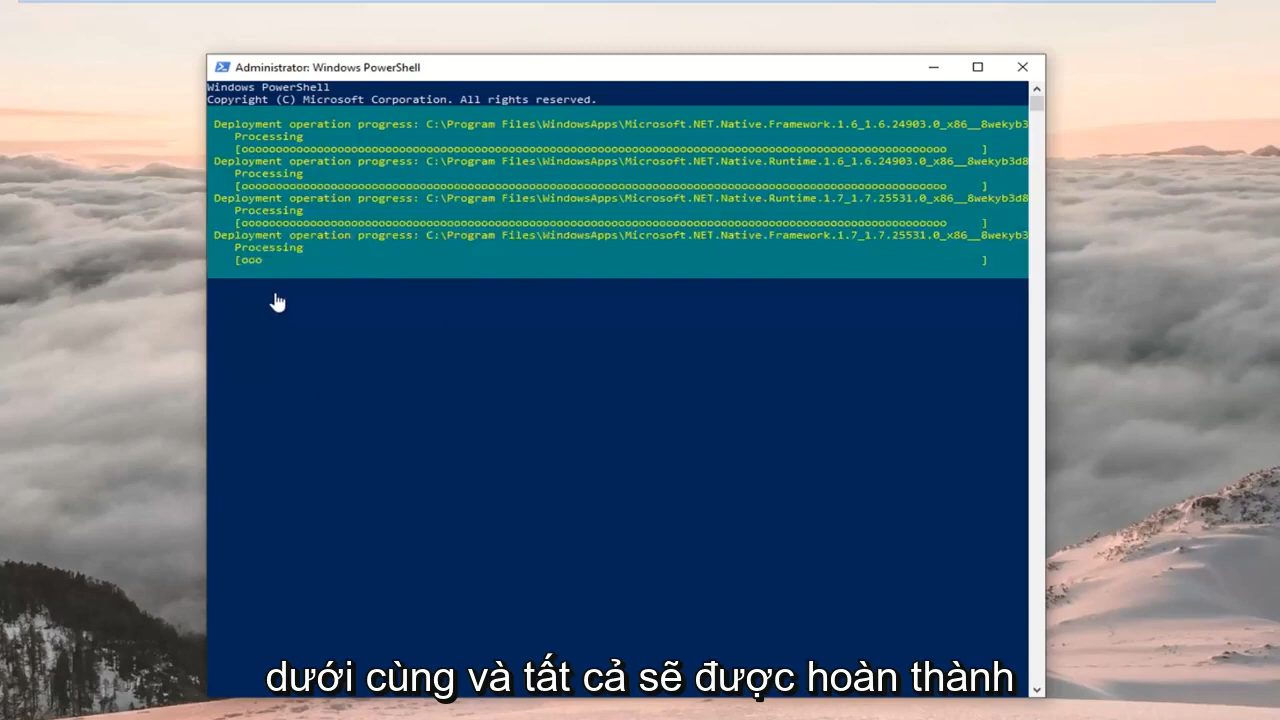 Administrator: Windows PowerShell
Windows PowerShell
Copyright (C) Microsoft Corporation. All rights reserved.
Deployment operation progress: C:\Program Files\WindowsApps\Microsoft.NET.Native.Framework.1.6_1.6.24903.0_x86__8wekyb3
Processing
[ooooooooooooooooooooooooooooooooooooooooooooooooooooooooooooooooooooooooooooooooooooooooooooooooooooooo     ]
Deployment operation progress: C:\Program Files\WindowsApps\Microsoft.NET.Native.Runtime.1.6_1.6.24903.0_x86__8wekyb3d8
Processing
[ooooooooooooooooooooooooooooooooooooooooooooooooooooooooooooooooooooooooooooooooooooooooooooooooooooooo     ]
Deployment operation progress: C:\Program Files\WindowsApps\Microsoft.NET.Native.Runtime.1.7_1.7.25531.0_x86__8wekyb3d8
Processing
[ooooooooooooooooooooooooooooooooooooooooooooooooooooooooooooooooooooooooooooooooooooooooooooooooooooooo     ]
Deployment operation progress: C:\Program Files\WindowsApps\Microsoft.NET.Native.Framework.1.7_1.7.25531.0_x86__8wekyb3
Processing
[ooo     ]
dưới cùng và tất cả sẽ được hoàn thành